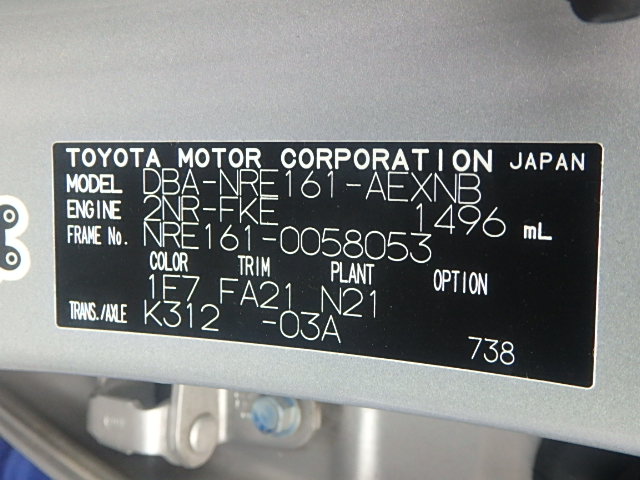 TOYOTA MOTOR CORPORATION JAPAN
MODEL DBA-NRE161-AEXNB
ENGINE 2NR-FKE 1496 mL
FRAME No. NRE161-0058053
COLOR TRIM PLANT OPTION
1F7 FA21 N21
TRANS./AXLE K312 -03A
738